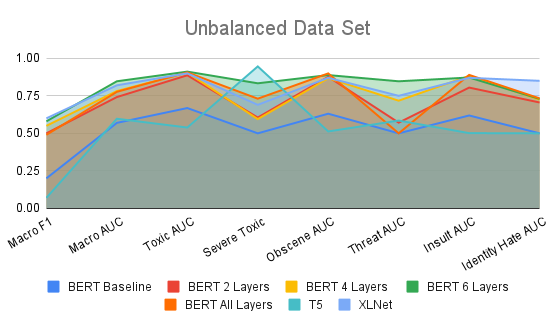 Unbalanced Data Set
1.00
0.75
0.50
0.25
0.00
Macro F1
Macro AUC
Toxic AUC
Severe Toxic
Obscene AUC
Threat AUC
Insult AUC
Identity Hate AUC
BERT Baseline
BERT 2 Layers
BERT 4 Layers
BERT 6 Layers
BERT All Layers
T5
XLNet